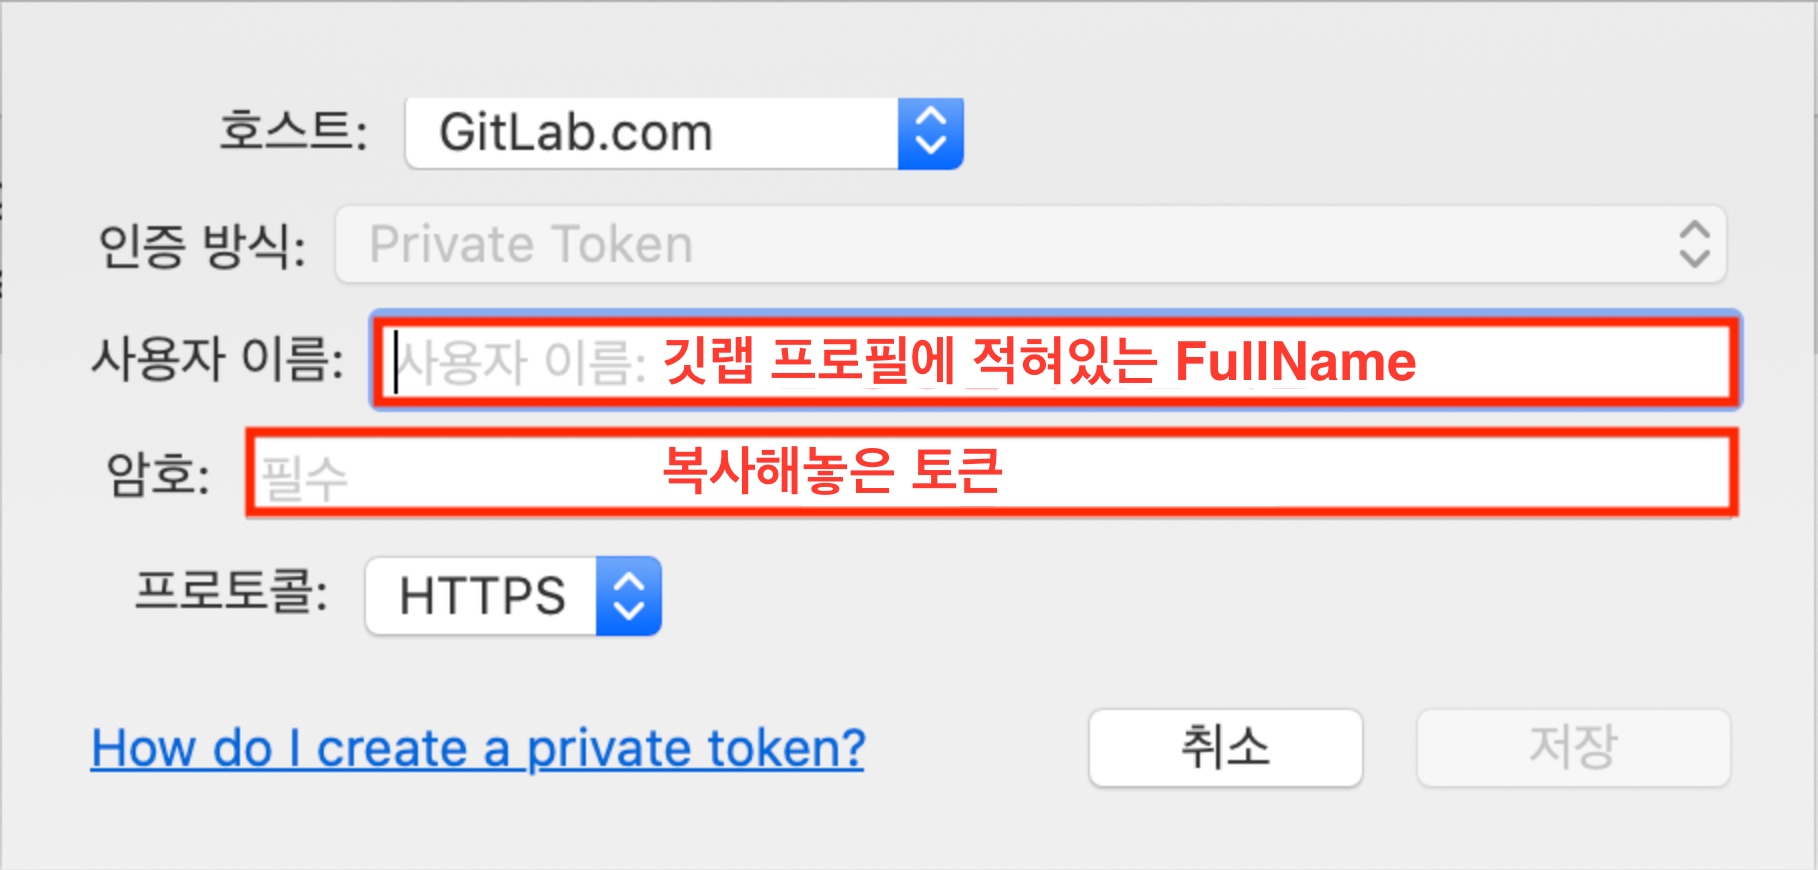 호스트: GitLab.com
인증 방식: Private Token
사용자 이름: 사용자 이름: 깃랩 프로필에 적혀있는 FullName
암호: 필수 복사해놓은 토큰
프로토콜: HTTPS
How do I create a private token? 취소 저장